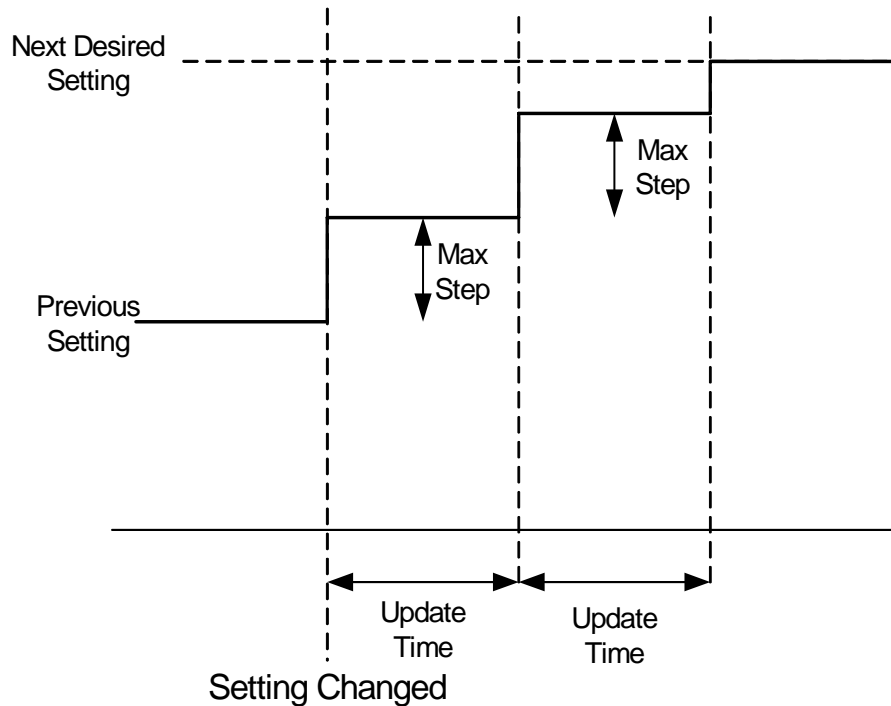 Next Desired
Setting
Max
Step
Max
Step
Previous
Setting
Update
Time
Update
Time
Setting Changed